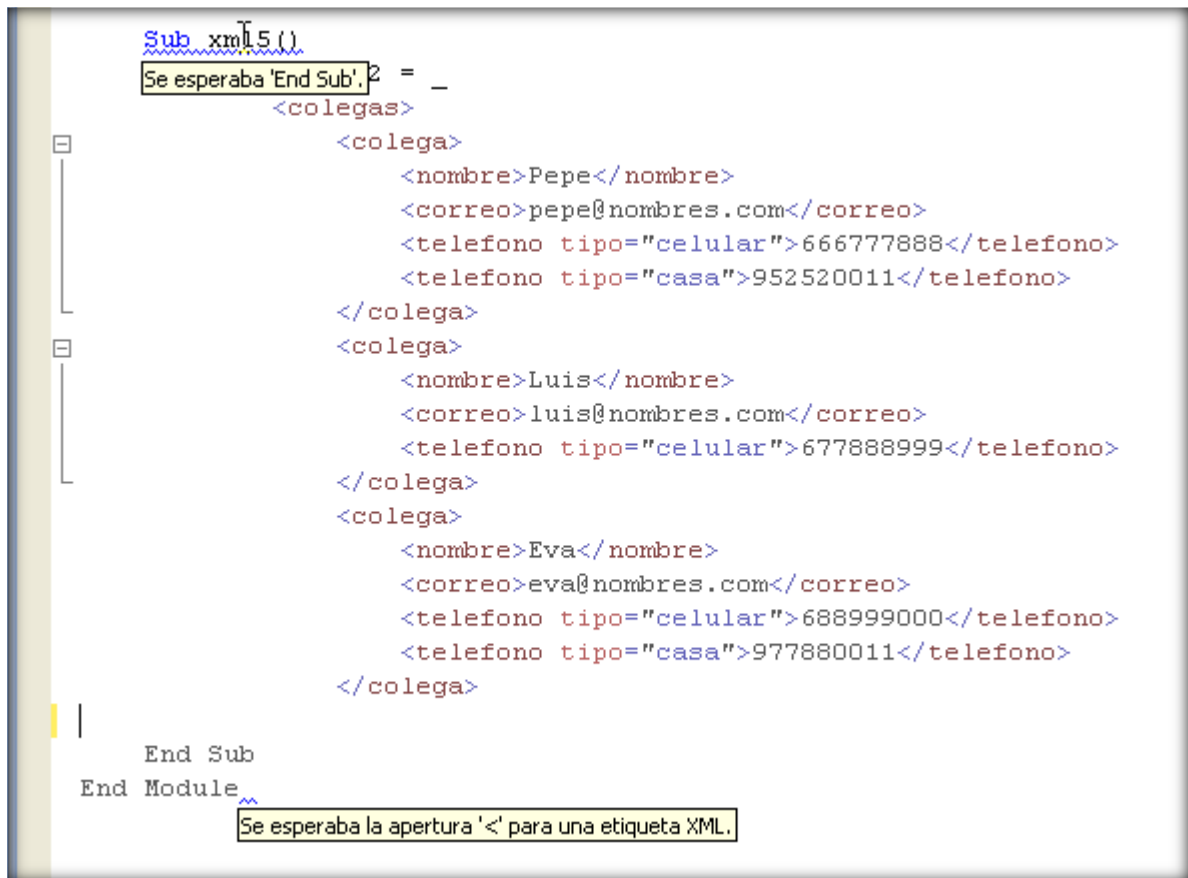 Sub xml5()
Se esperaba 'End Sub'.
2 = _
<colegas>
<colega>
<nombre>Pepe</nombre>
<correo>pepe@nombres.com</correo>
<telefono tipo="celular">666777888</telefono>
<telefono tipo="casa">952520011</telefono>
</colega>
<colega>
<nombre>Luis</nombre>
<correo>luis@nombres.com</correo>
<telefono tipo="celular">677888999</telefono>
</colega>
<colega>
<nombre>Eva</nombre>
<correo>eva@nombres.com</correo>
<telefono tipo="celular">688999000</telefono>
<telefono tipo="casa">977880011</telefono>
</colega>
End Sub
End Module
Se esperaba la apertura '<' para una etiqueta XML.